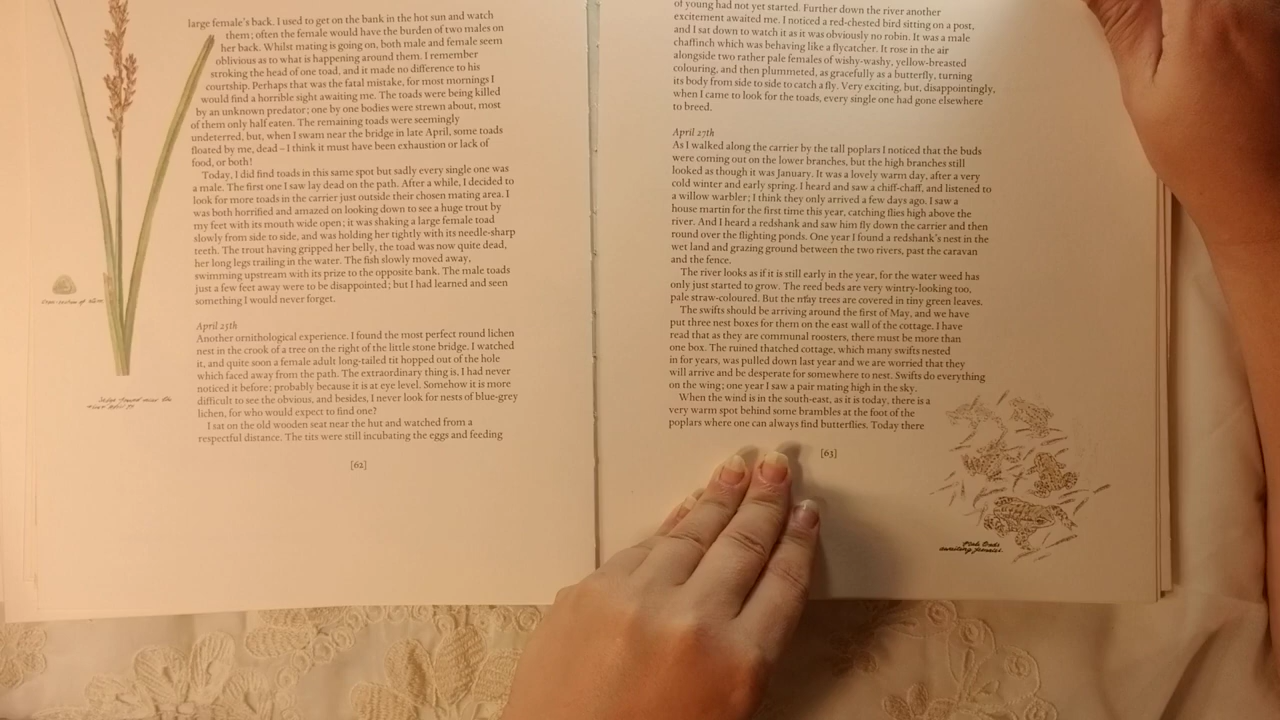 large female's back. I used to get on the bank in the hot sun and watch
them; often the female would have the burden of two males on
her back. Whilst mating is going on, both male and female seem
oblivious as to what is happening around them. I remember
stroking the head of one toad, and it made no difference to his
courtship. Perhaps that was the fatal mistake, for most mornings I
would find a horrible sight awaiting me. The toads were being killed
by an unknown predator; one by one bodies were strewn about, most
of them only half eaten. The remaining toads were seemingly
undeterred, but, when I swam near the bridge in late April, some toads
floated by me, dead – I think it must have been exhaustion or lack of
food, or both!
Today, I did find toads in this same spot but sadly every single one was
a male. The first one I saw lay dead on the path. After a while, I decided to
look for more toads in the carrier just outside their chosen mating area. I
was both horrified and amazed on looking down to see a huge trout by
my feet with its mouth wide open; it was shaking a large female toad
slowly from side to side, and was holding her tightly with its needle-sharp
teeth. The trout having gripped her belly, the toad was now quite dead,
her long legs trailing in the water. The fish slowly moved away,
swimming upstream with its prize to the opposite bank. The male toads
just a few feet away were to be disappointed; but I had learned and seen
something I would never forget.
April 25th
Another ornithological experience. I found the most perfect round lichen
nest in the crook of a tree on the right of the little stone bridge. I watched
it, and quite soon a female adult long-tailed tit hopped out of the hole
which faced away from the path. The extraordinary thing is, I had never
noticed it before; probably because it is at eye level. Somehow it is more
difficult to see the obvious, and besides, I never look for nests of blue-grey
lichen, for who would expect to find one?
I sat on the old wooden seat near the hut and watched from a
respectful distance. The tits were still incubating the eggs and feeding
[62]
of young had not yet started. Further down the river another
excitement awaited me. I noticed a red-chested bird sitting on a post,
and I sat down to watch it as it was obviously no robin. It was a male
chaffinch which was behaving like a flycatcher. It rose in the air
alongside two rather pale females of wishy-washy, yellow-breasted
colouring, and then plummeted, as gracefully as a butterfly, turning
its body from side to side to catch a fly. Very exciting, but, disappointingly,
when I came to look for the toads, every single one had gone elsewhere
to breed.
April 27th
As I walked along the carrier by the tall poplars I noticed that the buds
were coming out on the lower branches, but the high branches still
looked as though it was January. It was a lovely warm day, after a very
cold winter and early spring. I heard and saw a chiff-chaff, and listened to
a willow warbler; I think they only arrived a few days ago. I saw a
house martin for the first time this year, catching flies high above the
river. And I heard a redshank and saw him fly down the carrier and then
round over the flighting ponds. One year I found a redshank's nest in the
wet land and grazing ground between the two rivers, past the caravan
and the fence.
The river looks as if it is still early in the year, for the water weed has
only just started to grow. The reed beds are very wintry-looking too,
pale straw-coloured. But the may trees are covered in tiny green leaves.
The swifts should be arriving around the first of May, and we have
put three nest boxes for them on the east wall of the cottage. I have
read that as they are communal roosters, there must be more than
one box. The ruined thatched cottage, which many swifts nested
in for years, was pulled down last year and we are worried that they
will arrive and be desperate for somewhere to nest. Swifts do everything
on the wing; one year I saw a pair mating high in the sky.
When the wind is in the south-east, as it is today, there is a
very warm spot behind some brambles at the foot of the
poplars where one can always find butterflies. Today there
[63]
Male Toads
awaiting females.